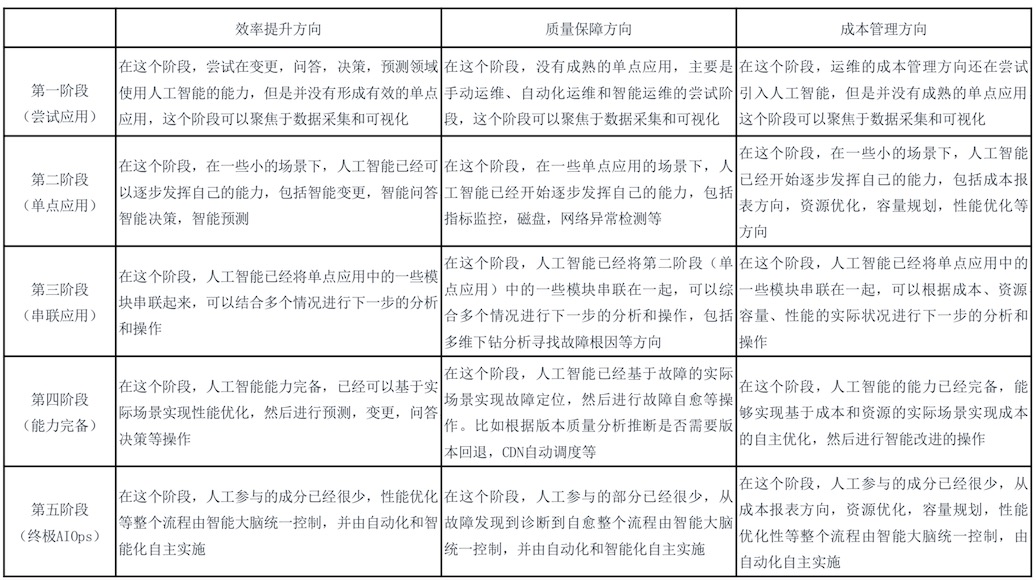 效率提升方向
质量保障方向
成本管理方向
第一阶段
（尝试应用）
在这个阶段，尝试在变更，问答，决策，预测领域
使用人工智能的能力，但是并没有形成有效的单点
应用，这个阶段可以聚焦于数据采集和可视化
在这个阶段，没有成熟的单点应用，主要是
手动运维、自动化运维和智能运维的尝试阶
段，这个阶段可以聚焦于数据采集和可视化
在这个阶段，运维的成本管理方向还在尝试
引入人工智能，但是并没有成熟的单点应用
这个阶段可以聚焦于数据采集和可视化
第二阶段
（单点应用）
在这个阶段，在一些小的场景下，人工智能已经可
以逐步发挥自己的能力，包括智能变更，智能问答
智能决策，智能预测
在这个阶段，在一些单点应用的场景下，人
工智能已经开始逐步发挥自己的能力，包括
指标监控，磁盘，网络异常检测等
在这个阶段，在一些小的场景下，人工智能
已经开始逐步发挥自己的能力，包括成本报
表方向，资源优化，容量规划，性能优化等
方向
第三阶段
（串联应用）
在这个阶段，人工智能已经将单点应用中的一些模
块串联起来，可以结合多个情况进行下一步的分析
和操作
在这个阶段，人工智能已经将第二阶段（单
点应用）中的一些模块串联在一起，可以综
合多个情况进行下一步的分析和操作，包括
多维下钻分析寻找故障根因等方向
在这个阶段，人工智能已经将单点应用中的
一些模块串联在一起，可以根据成本、资源
容量、性能的实际状况进行下一步的分析和
操作
第四阶段
（能力完备）
在这个阶段，人工智能能力完备，已经可以基于实
际场景实现性能优化，然后进行预测，变更，问答
决策等操作
在这个阶段，人工智能已经基于故障的实际
场景实现故障定位，然后进行故障自愈等操
作。比如根据版本质量分析推断是否需要版
本回退，CDN自动调度等
在这个阶段，人工智能的能力已经完备，能
够实现基于成本和资源的实际场景实现成本
的自主优化，然后进行智能改进的操作
第五阶段
（终极AIOps）
在这个阶段，人工参与的成分已经很少，性能优化
等整个流程由智能大脑统一控制，并由自动化和智
能化自主实施
在这个阶段，人工参与的部分已经很少，从
故障发现到诊断到自愈整个流程由智能大脑
统一控制，并由自动化和智能化自主实施
在这个阶段，人工参与的成分已经很少，从
成本报表方向，资源优化，容量规划，性能
优化性等整个流程由智能大脑统一控制，由
自动化自主实施